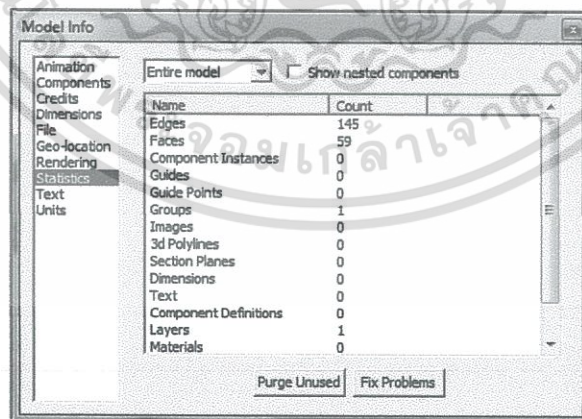 Model Info
Animation
Components
Credits
Dimensions
File
Geo-location
Rendering
Statistics
Text
Units
Entire model
Show nested components
Name Count
Edges 145
Faces 59
Component Instances 0
Guides 0
Guide Points 0
Groups 1
Images 0
3d Polylines 0
Section Planes 0
Dimensions 0
Text 0
Component Definitions 0
Layers 1
Materials 0
Purge Unused Fix Problems